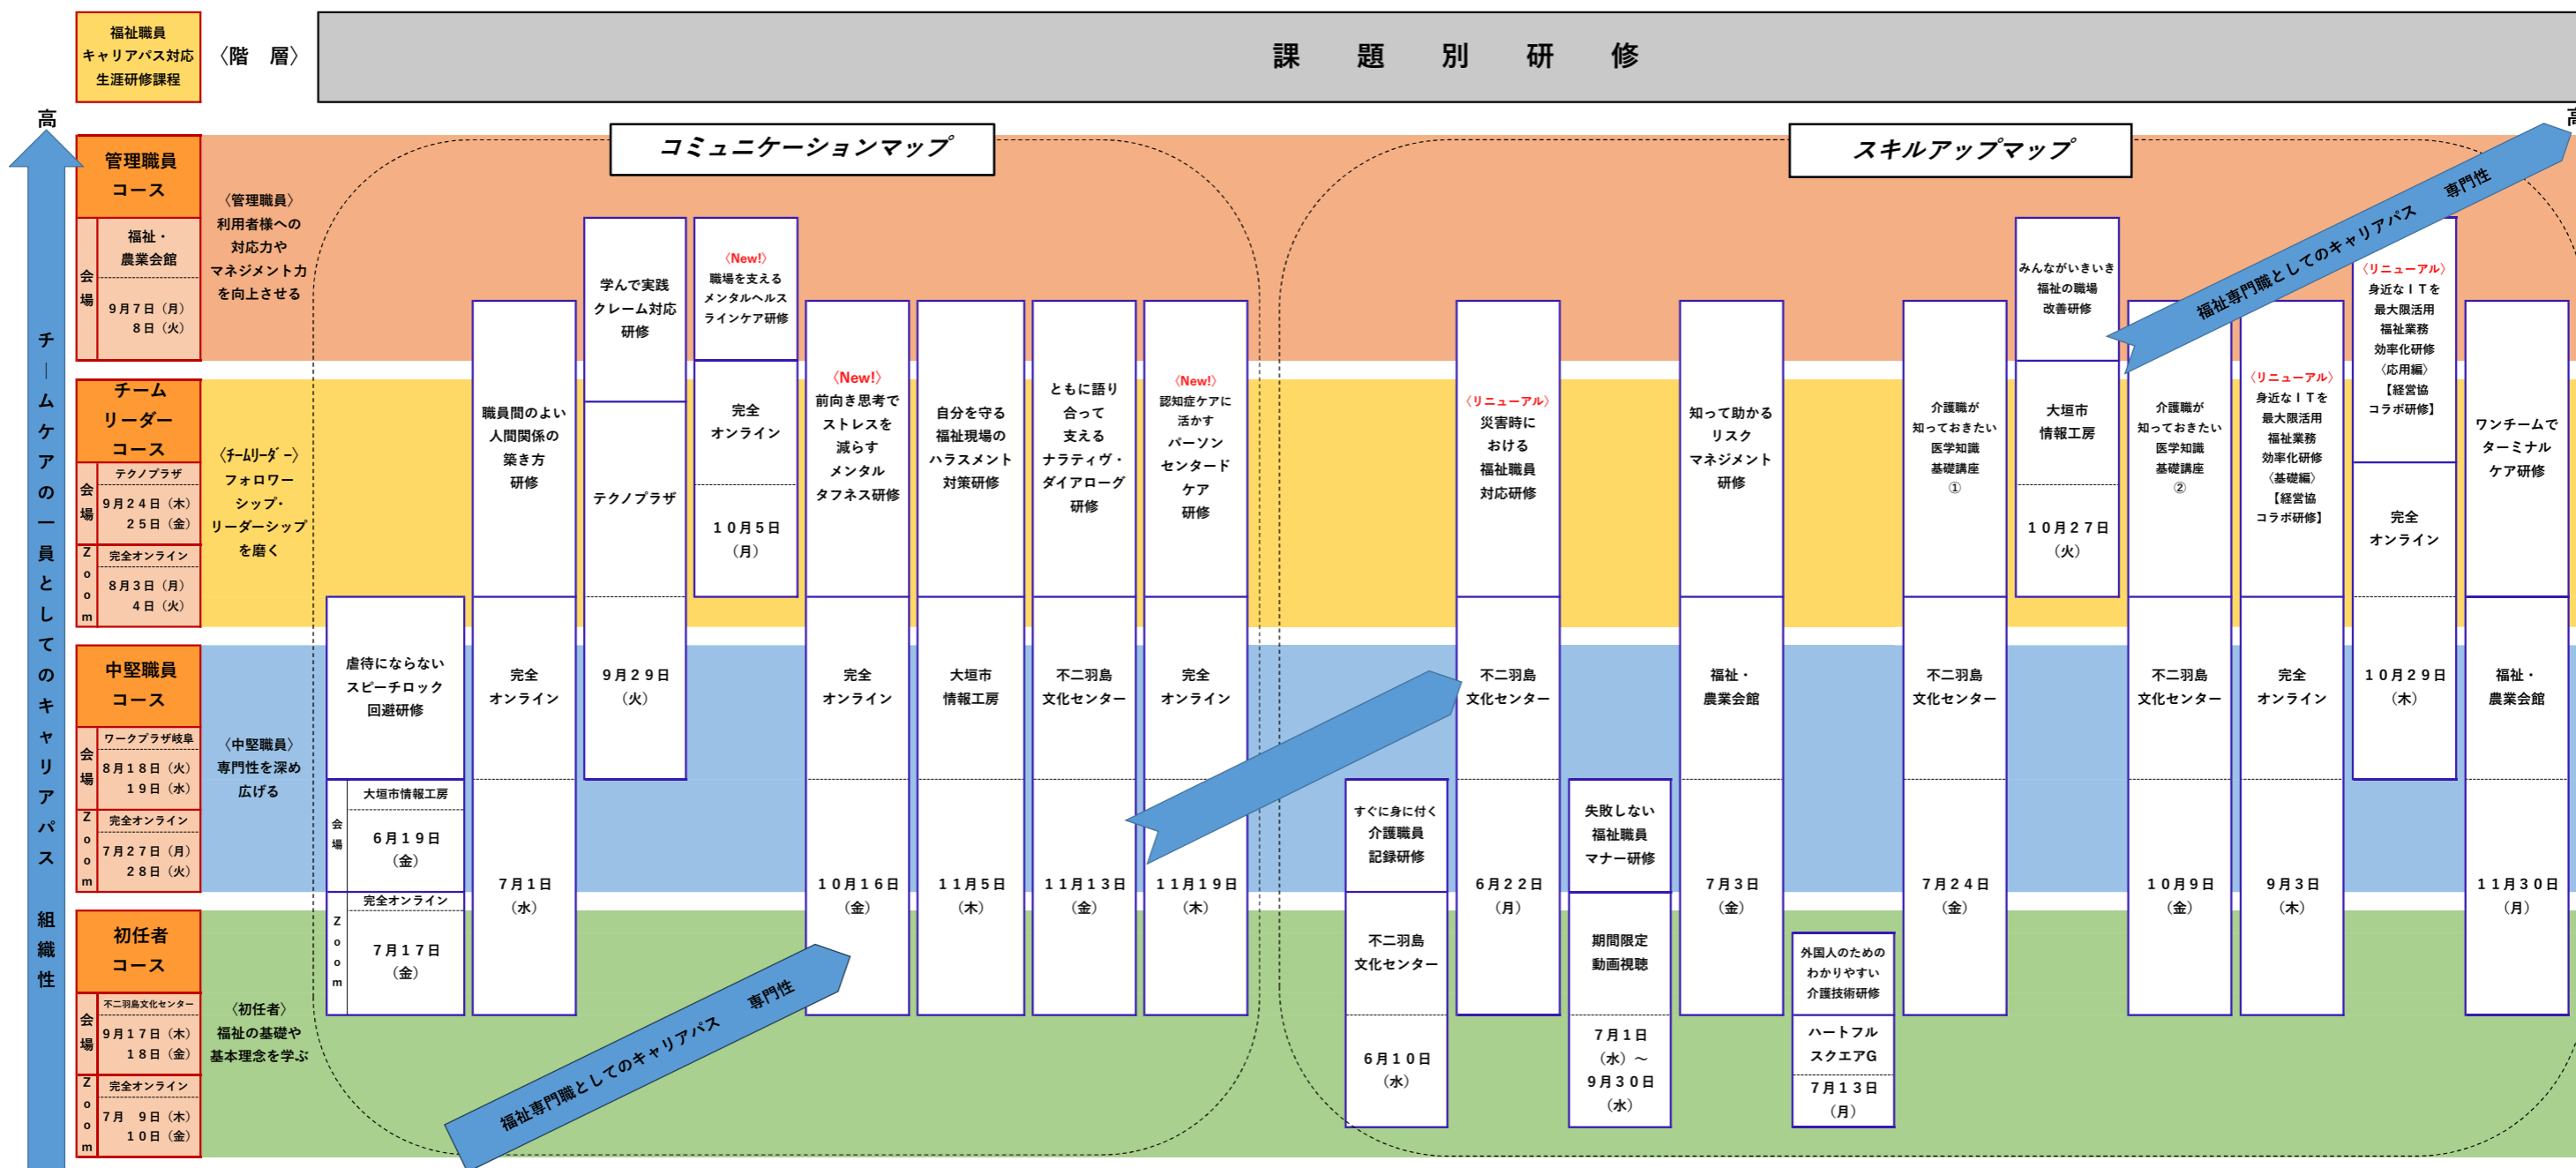 福祉職員
キャリアパス対応
生涯研修課程
〈階　層〉
課　題　別　研　修
高
高
チームケアの一員としてのキャリアパス　組織性
管理職員
コース
会場
福祉・
農業会館
９月７日（月）
８日（火）
〈管理職員〉
利用者様への
対応力や
マネジメント力
を向上させる
チーム
リーダー
コース
会場
テクノプラザ
９月２４日（木）
２５日（金）
Ｚｏｏｍ
完全オンライン
８月３日（月）
４日（火）
〈チームリーダー〉
フォロワー
シップ・
リーダーシップ
を磨く
中堅職員
コース
会場
ワークプラザ岐阜
８月１８日（火）
１９日（水）
Ｚｏｏｍ
完全オンライン
７月２７日（月）
２８日（火）
〈中堅職員〉
専門性を深め
広げる
初任者
コース
会場
不二羽島文化センター
９月１７日（木）
１８日（金）
Ｚｏｏｍ
完全オンライン
７月　９日（木）
１０日（金）
〈初任者〉
福祉の基礎や
基本理念を学ぶ
コミュニケーションマップ
虐待にならない
スピーチロック
回避研修
会場
大垣市情報工房
６月１９日
（金）
Ｚｏｏｍ
完全オンライン
７月１７日
（金）
職員間のよい
人間関係の
築き方
研修
完全
オンライン
７月１日
（水）
学んで実践
クレーム対応
研修
テクノプラザ
９月２９日
（火）
〈New!〉
職場を支える
メンタルヘルス
ラインケア研修
完全
オンライン
１０月５日
（月）
〈New!〉
前向き思考で
ストレスを
減らす
メンタル
タフネス研修
完全
オンライン
１０月１６日
（金）
自分を守る
福祉現場の
ハラスメント
対策研修
大垣市
情報工房
１１月５日
（木）
ともに語り
合って
支える
ナラティヴ・
ダイアローグ
研修
不二羽島
文化センター
１１月１３日
（金）
〈New!〉
認知症ケアに
活かす
パーソン
センタード
ケア
研修
完全
オンライン
１１月１９日
（木）
福祉専門職としてのキャリアパス　専門性
スキルアップマップ
すぐに身に付く
介護職員
記録研修
不二羽島
文化センター
６月１０日
（水）
〈リニューアル〉
災害時に
おける
福祉職員
対応研修
不二羽島
文化センター
６月２２日
（月）
失敗しない
福祉職員
マナー研修
期間限定
動画視聴
７月１日
（水）～
９月３０日
（水）
知って助かる
リスク
マネジメント
研修
福祉・
農業会館
７月３日
（金）
外国人のための
わかりやすい
介護技術研修
ハートフル
スクエアG
７月１３日
（月）
介護職が
知っておきたい
医学知識
基礎講座
①
不二羽島
文化センター
７月２４日
（金）
みんながいきいき
福祉の職場
改善研修
大垣市
情報工房
１０月２７日
（火）
介護職が
知っておきたい
医学知識
基礎講座
②
不二羽島
文化センター
１０月９日
（金）
〈リニューアル〉
身近なＩＴを
最大限活用
福祉業務
効率化研修
〈基礎編〉
【経営協
コラボ研修】
完全
オンライン
９月３日
（木）
〈リニューアル〉
身近なＩＴを
最大限活用
福祉業務
効率化研修
〈応用編〉
【経営協
コラボ研修】
完全
オンライン
１０月２９日
（木）
ワンチームで
ターミナル
ケア研修
福祉・
農業会館
１１月３０日
（月）
福祉専門職としてのキャリアパス　専門性